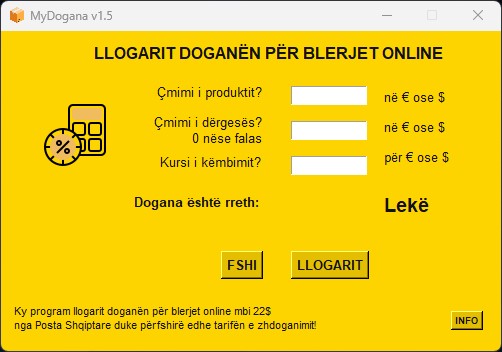 MyDogana v1.5
LLOGARIT DOGANËN PËR BLERJET ONLINE
Çmimi i produktit?
në € ose $
Çmimi i dërgesës?
0 nëse falas
në € ose $
Kursi i këmbimit?
për € ose $
Dogana është rreth:
Lekë
FSHI
LLOGARIT
Ky program llogarit doganën për blerjet online mbi 22$
nga Posta Shqiptare duke përfshirë edhe tarifën e zhdoganimit!
INFO
%